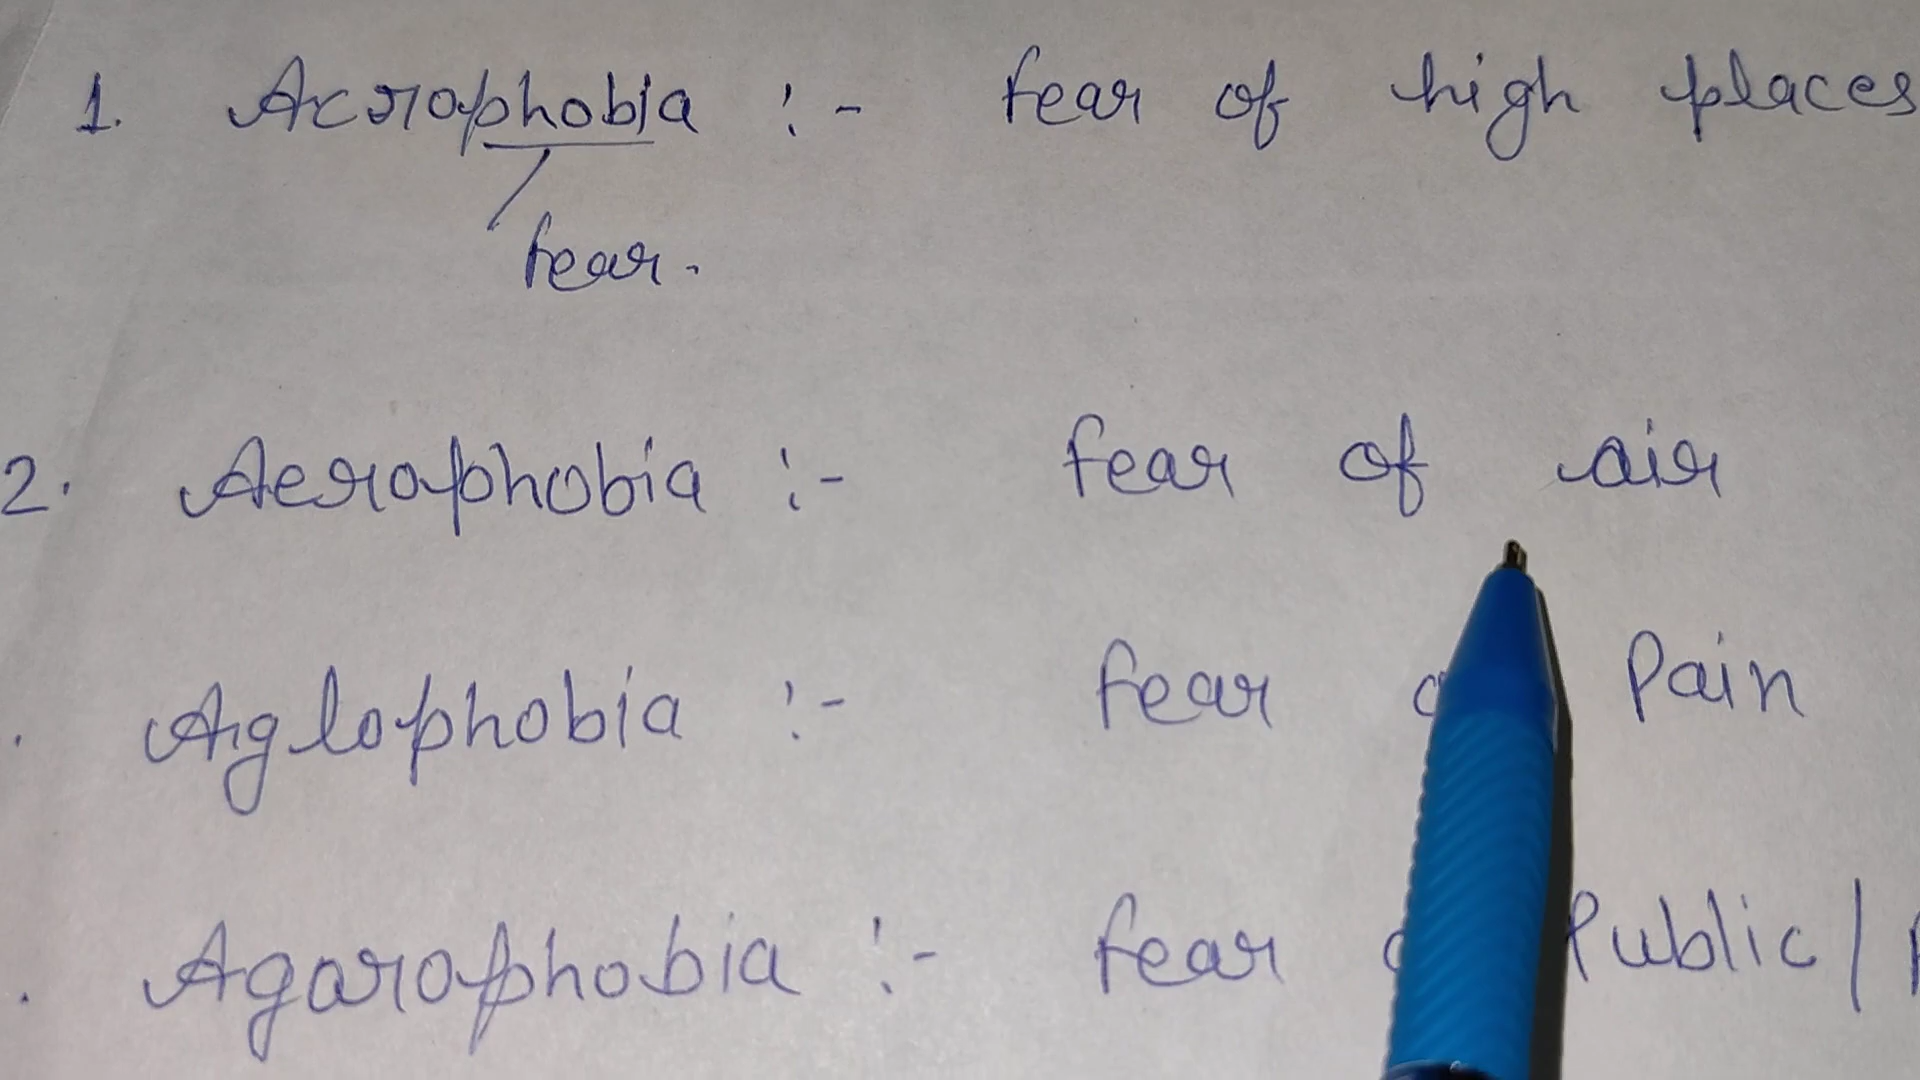 1. Acrophobia :- fear of high places
fear.
2. Aerophobia :- fear of air
. Aglophobia :- fear Pain
. Agarophobia :- fear Public /